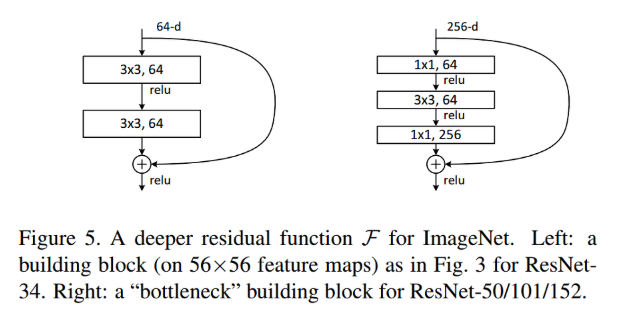 64-d
3x3, 64
relu
3x3, 64
+
relu
256-d
1x1, 64
relu
3x3, 64
relu
1x1, 256
+
relu
Figure 5. A deeper residual function ℱ for ImageNet. Left: a
building block (on 56×56 feature maps) as in Fig. 3 for ResNet-
34. Right: a “bottleneck” building block for ResNet-50/101/152.